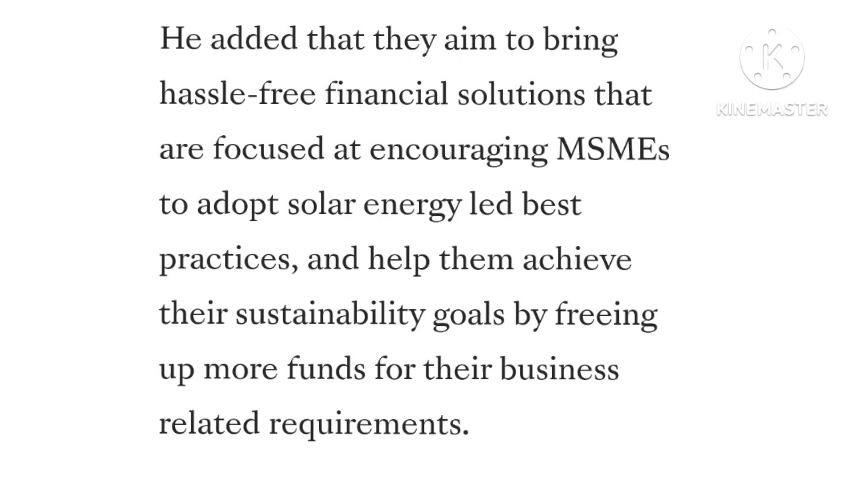 He added that they aim to bring
hassle-free financial solutions that
are focused at encouraging MSMEs
to adopt solar energy led best
practices, and help them achieve
their sustainability goals by freeing
up more funds for their business
related requirements.
K
KINEMASTER